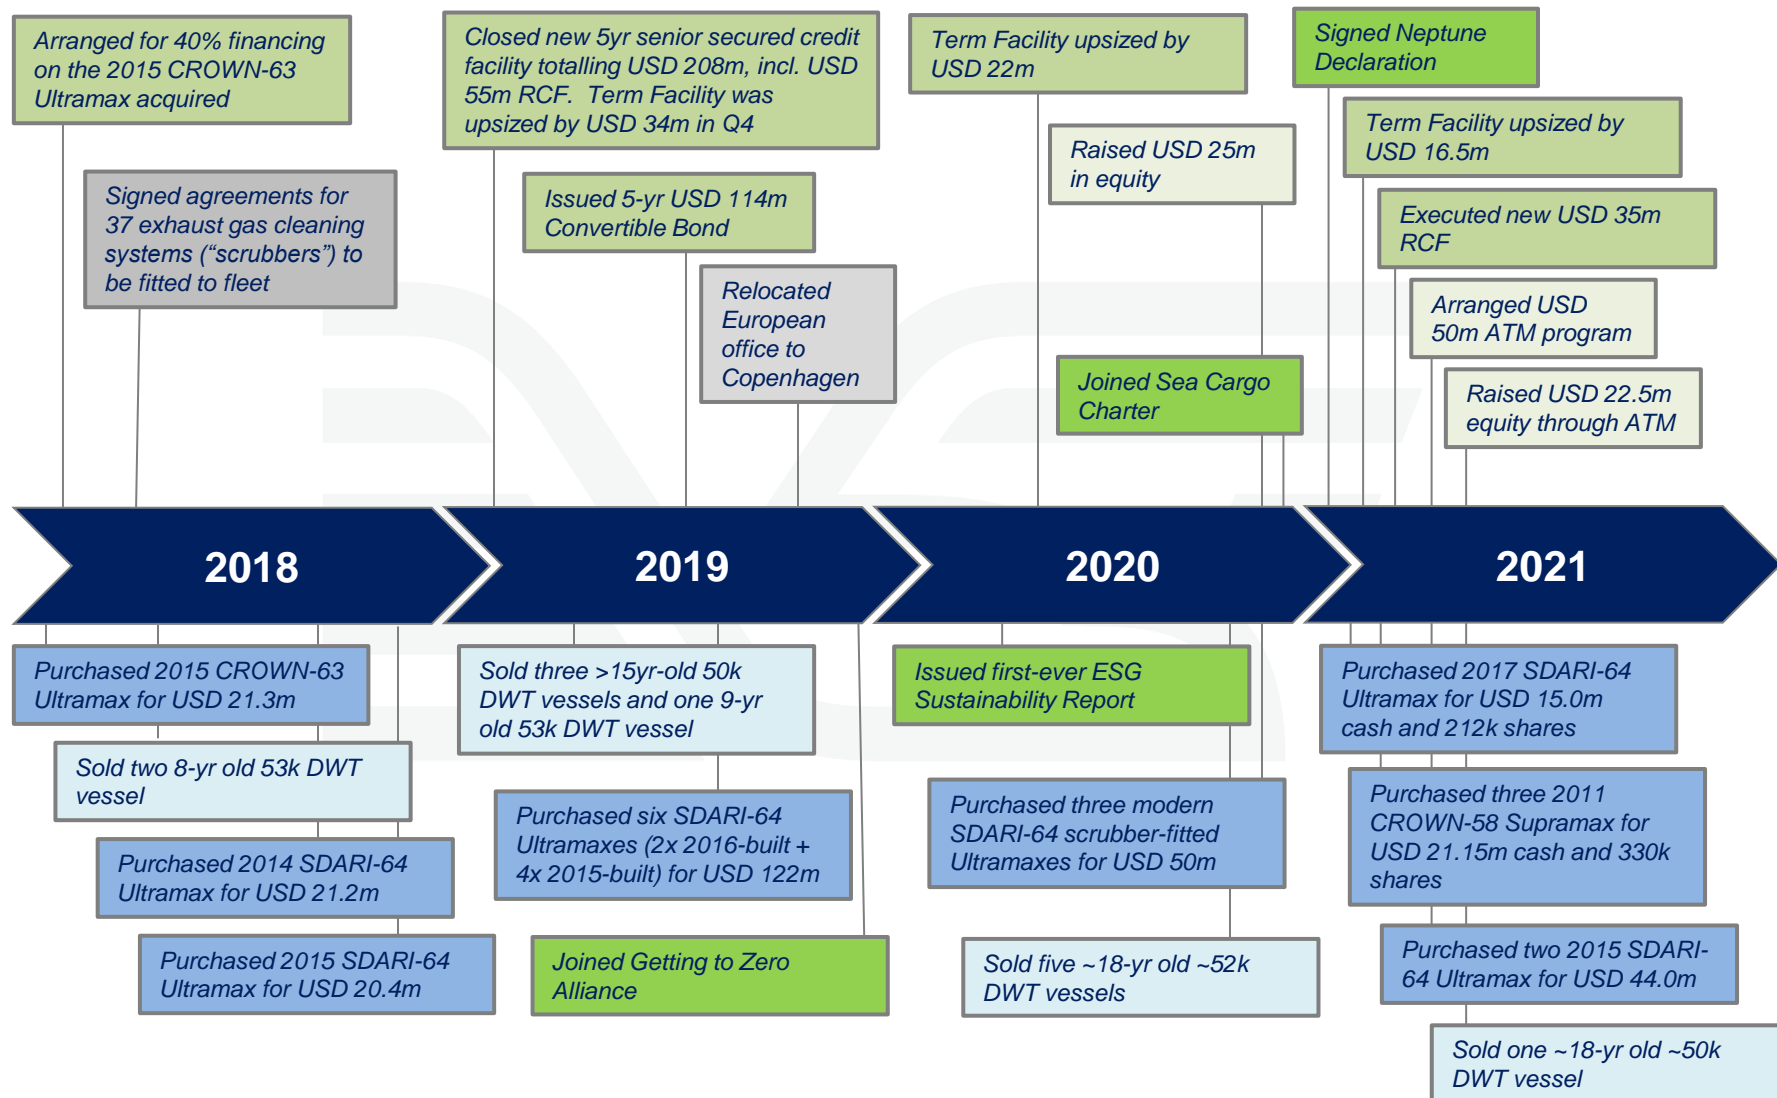 Arranged for 40% financing
on the 2015 CROWN-63
Ultramax acquired
Signed agreements for
37 exhaust gas cleaning
systems (“scrubbers”) to
be fitted to fleet
Closed new 5yr senior secured credit
facility totalling USD 208m, incl. USD
55m RCF.  Term Facility was
upsized by USD 34m in Q4
Issued 5-yr USD 114m
Convertible Bond
Relocated
European
office to
Copenhagen
Term Facility upsized by
USD 22m
Raised USD 25m
in equity
Joined Sea Cargo
Charter
Signed Neptune
Declaration
Term Facility upsized by
USD 16.5m
Executed new USD 35m
RCF
Arranged USD
50m ATM program
Raised USD 22.5m
equity through ATM
2018
2019
2020
2021
Purchased 2015 CROWN-63
Ultramax for USD 21.3m
Sold two 8-yr old 53k DWT
vessel
Purchased 2014 SDARI-64
Ultramax for USD 21.2m
Purchased 2015 SDARI-64
Ultramax for USD 20.4m
Sold three >15yr-old 50k
DWT vessels and one 9-yr
old 53k DWT vessel
Purchased six SDARI-64
Ultramaxes (2x 2016-built +
4x 2015-built) for USD 122m
Joined Getting to Zero
Alliance
Issued first-ever ESG
Sustainability Report
Purchased three modern
SDARI-64 scrubber-fitted
Ultramaxes for USD 50m
Sold five ~18-yr old ~52k
DWT vessels
Purchased 2017 SDARI-64
Ultramax for USD 15.0m
cash and 212k shares
Purchased three 2011
CROWN-58 Supramax for
USD 21.15m cash and 330k
shares
Purchased two 2015 SDARI-
64 Ultramax for USD 44.0m
Sold one ~18-yr old ~50k
DWT vessel